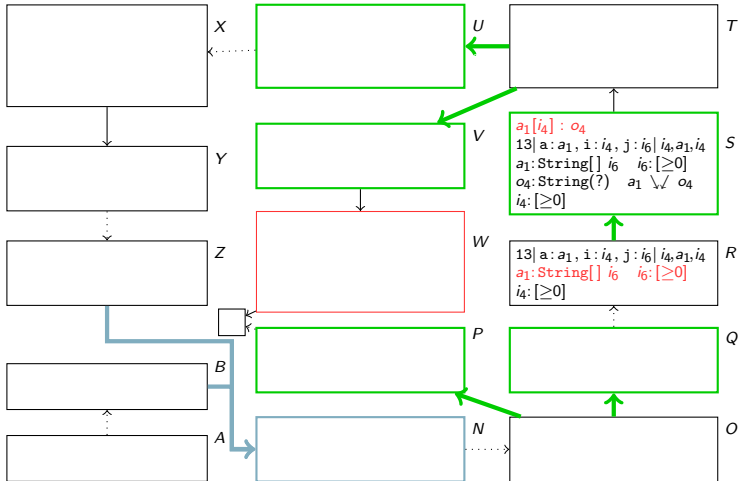 X
U
T
V
Y
a₁[i₄] : o₄
13| a:a₁, i:i₄, j:i₆| i₄,a₁,i₄
a₁:String[] i₆ i₆:[≥0]
o₄:String(?) a₁ ↘↙ o₄
i₄:[≥0]
S
Z
W
13| a:a₁, i:i₄, j:i₆| i₄,a₁,i₄
a₁:String[] i₆ i₆:[≥0]
i₄:[≥0]
R
B
P
Q
A
N
O